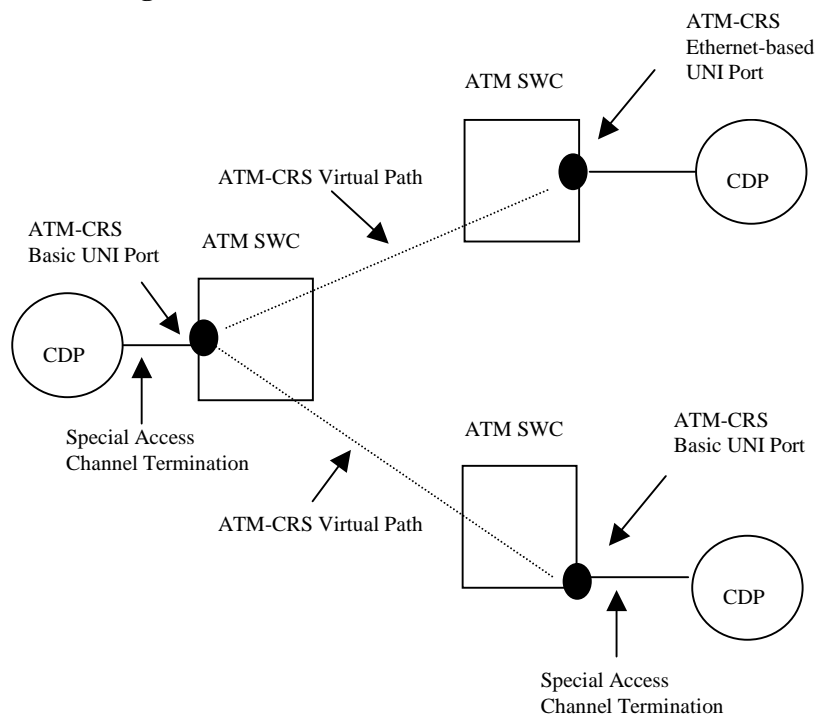 ATM-CRS
Ethernet-based
UNI Port
ATM SWC
CDP
ATM-CRS Virtual Path
ATM-CRS
Basic UNI Port
ATM SWC
CDP
Special Access
Channel Termination
ATM SWC
ATM-CRS
Basic UNI Port
ATM-CRS Virtual Path
CDP
Special Access
Channel Termination